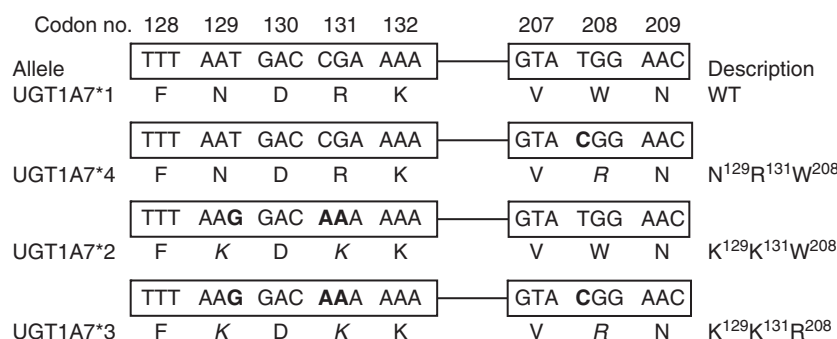 Codon no. 128 129 130 131 132 207 208 209
TTT AAT GAC CGA AAA GTA TGG AAC
Allele Description
UGT1A7*1 F N D R K V W N WT
TTT AAT GAC CGA AAA GTA CGG AAC
UGT1A7*4 F N D R K V R N N129R131W208
TTT AAG GAC AAA AAA GTA TGG AAC
UGT1A7*2 F K D K K V W N K129K131W208
TTT AAG GAC AAA AAA GTA CGG AAC
UGT1A7*3 F K D K K V R N K129K131R208